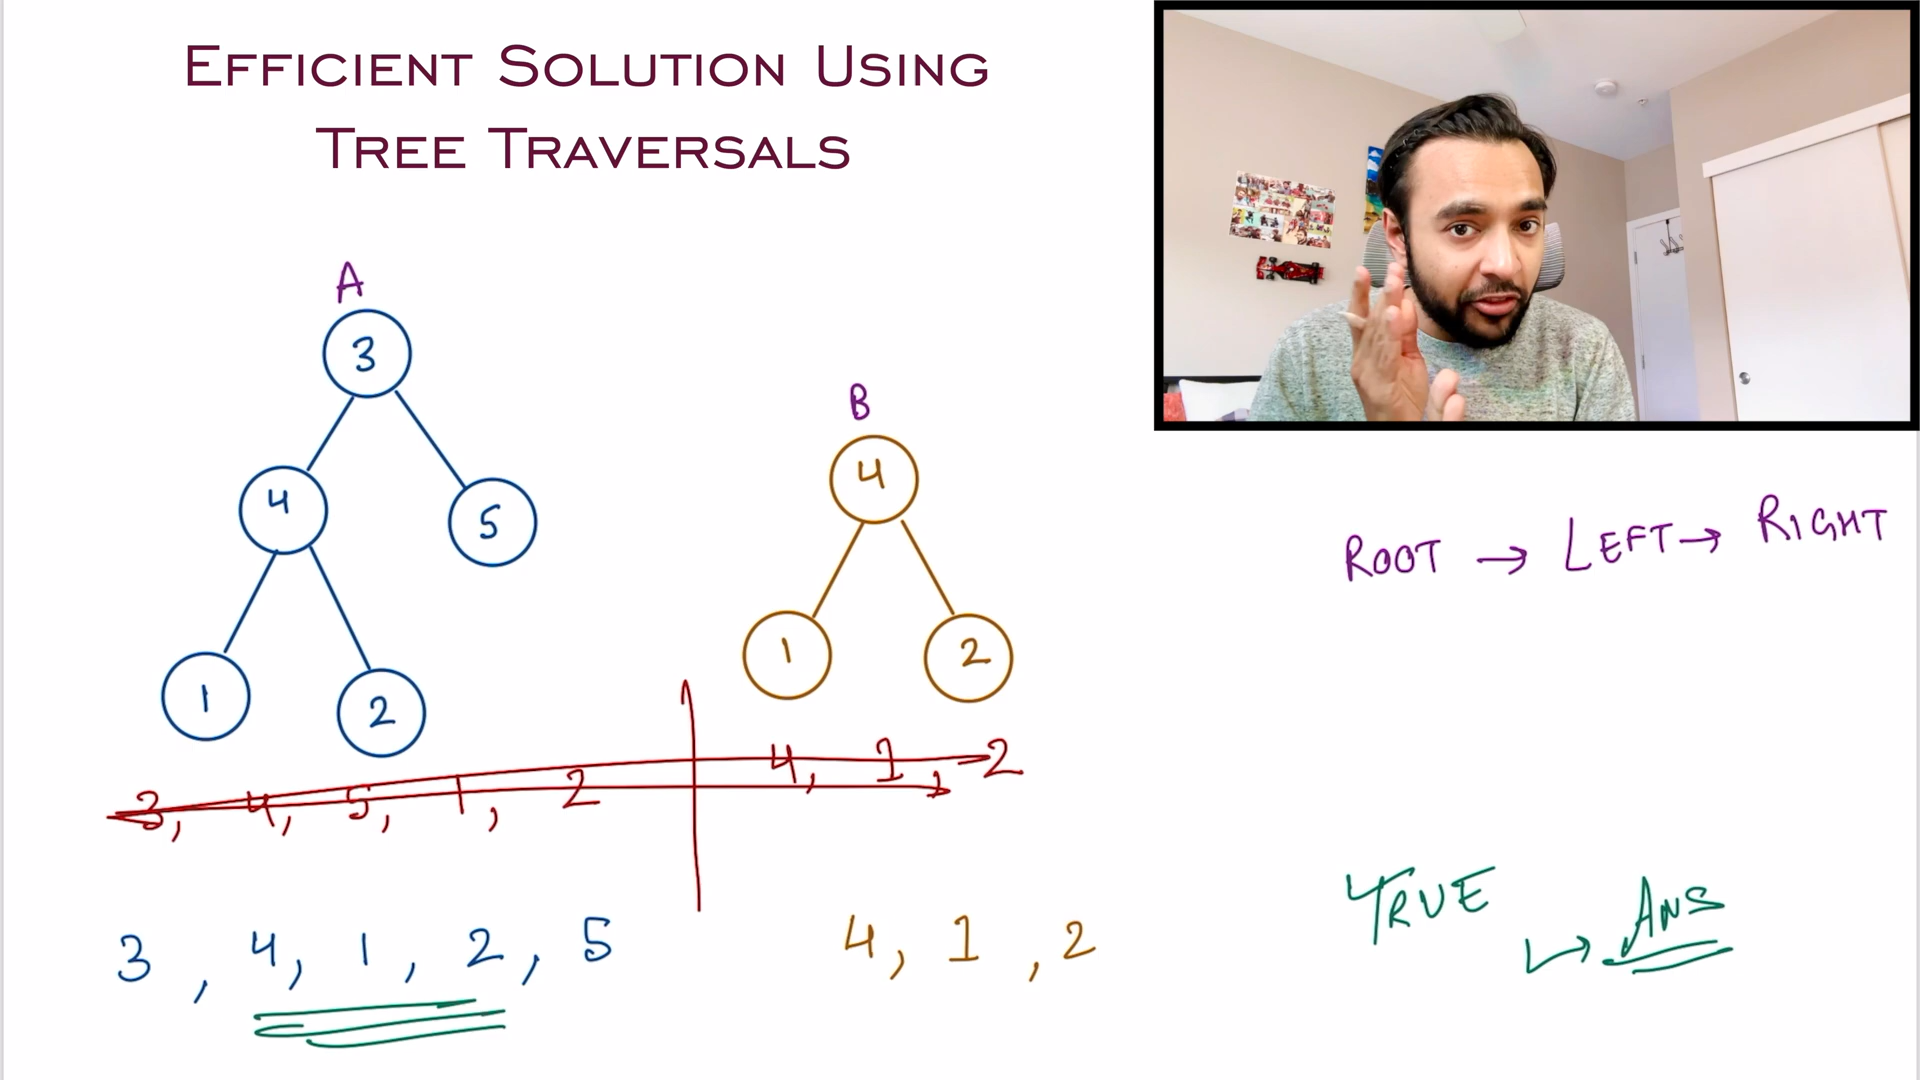 EFFICIENT SOLUTION USING
TREE TRAVERSALS
A
3
B
4
4
5
ROOT → LEFT → RIGHT
1
2
1
2
3, 4, 5, 1, 2
4, 1, 2
TRUE
↳ ANS
3, 4, 1, 2, 5
4, 1, 2